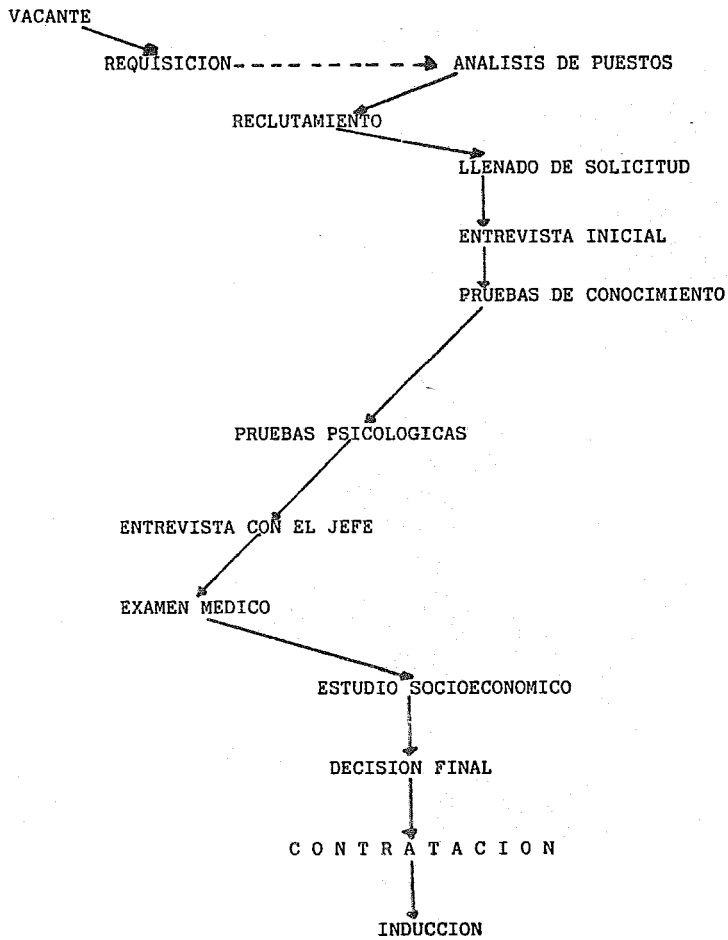 VACANTE
REQUISICION ANALISIS DE PUESTOS
RECLUTAMIENTO
LLENADO DE SOLICITUD
ENTREVISTA INICIAL
PRUEBAS DE CONOCIMIENTO
PRUEBAS PSICOLOGICAS
ENTREVISTA CON EL JEFE
EXAMEN MEDICO
ESTUDIO SOCIOECONOMICO
DECISION FINAL
C O N T R A T A C I O N
INDUCCION